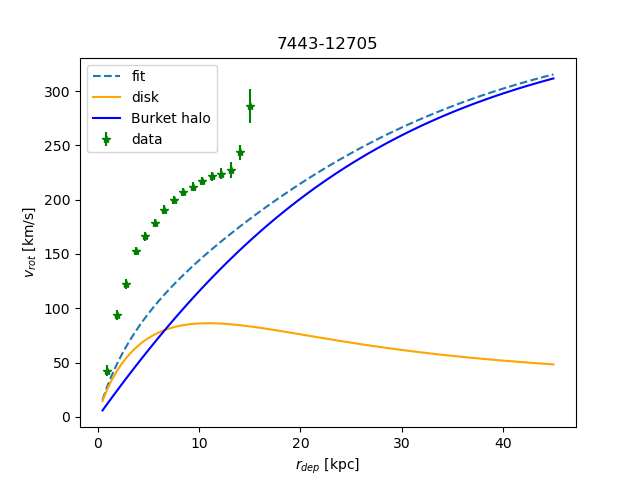 7443-12705
fit
disk
Burket halo
data
300
250
200
150
100
50
0
v_rot [km/s]
0 10 20 30 40
r_dep [kpc]